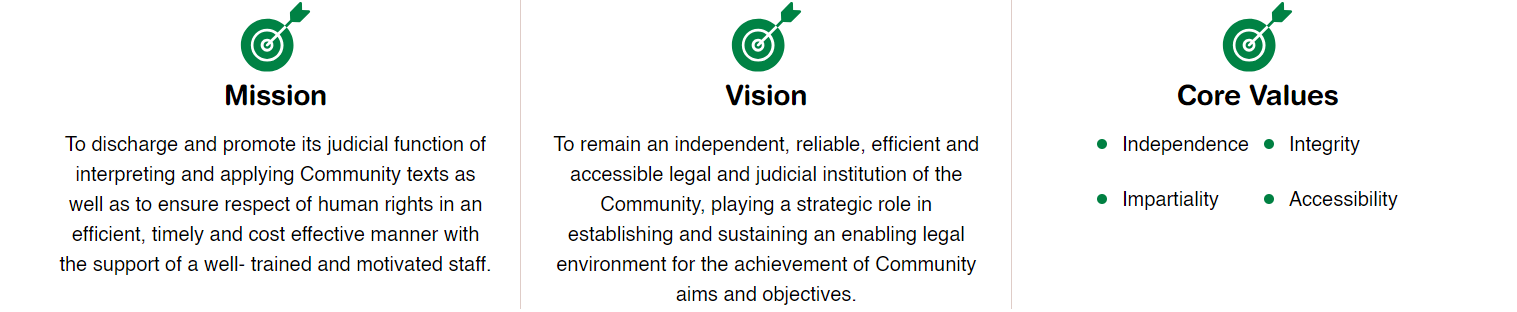 Mission
To discharge and promote its judicial function of
interpreting and applying Community texts as
well as to ensure respect of human rights in an
efficient, timely and cost effective manner with
the support of a well- trained and motivated staff.
Vision
To remain an independent, reliable, efficient and
accessible legal and judicial institution of the
Community, playing a strategic role in
establishing and sustaining an enabling legal
environment for the achievement of Community
aims and objectives.
Core Values
Independence
Integrity
Impartiality
Accessibility